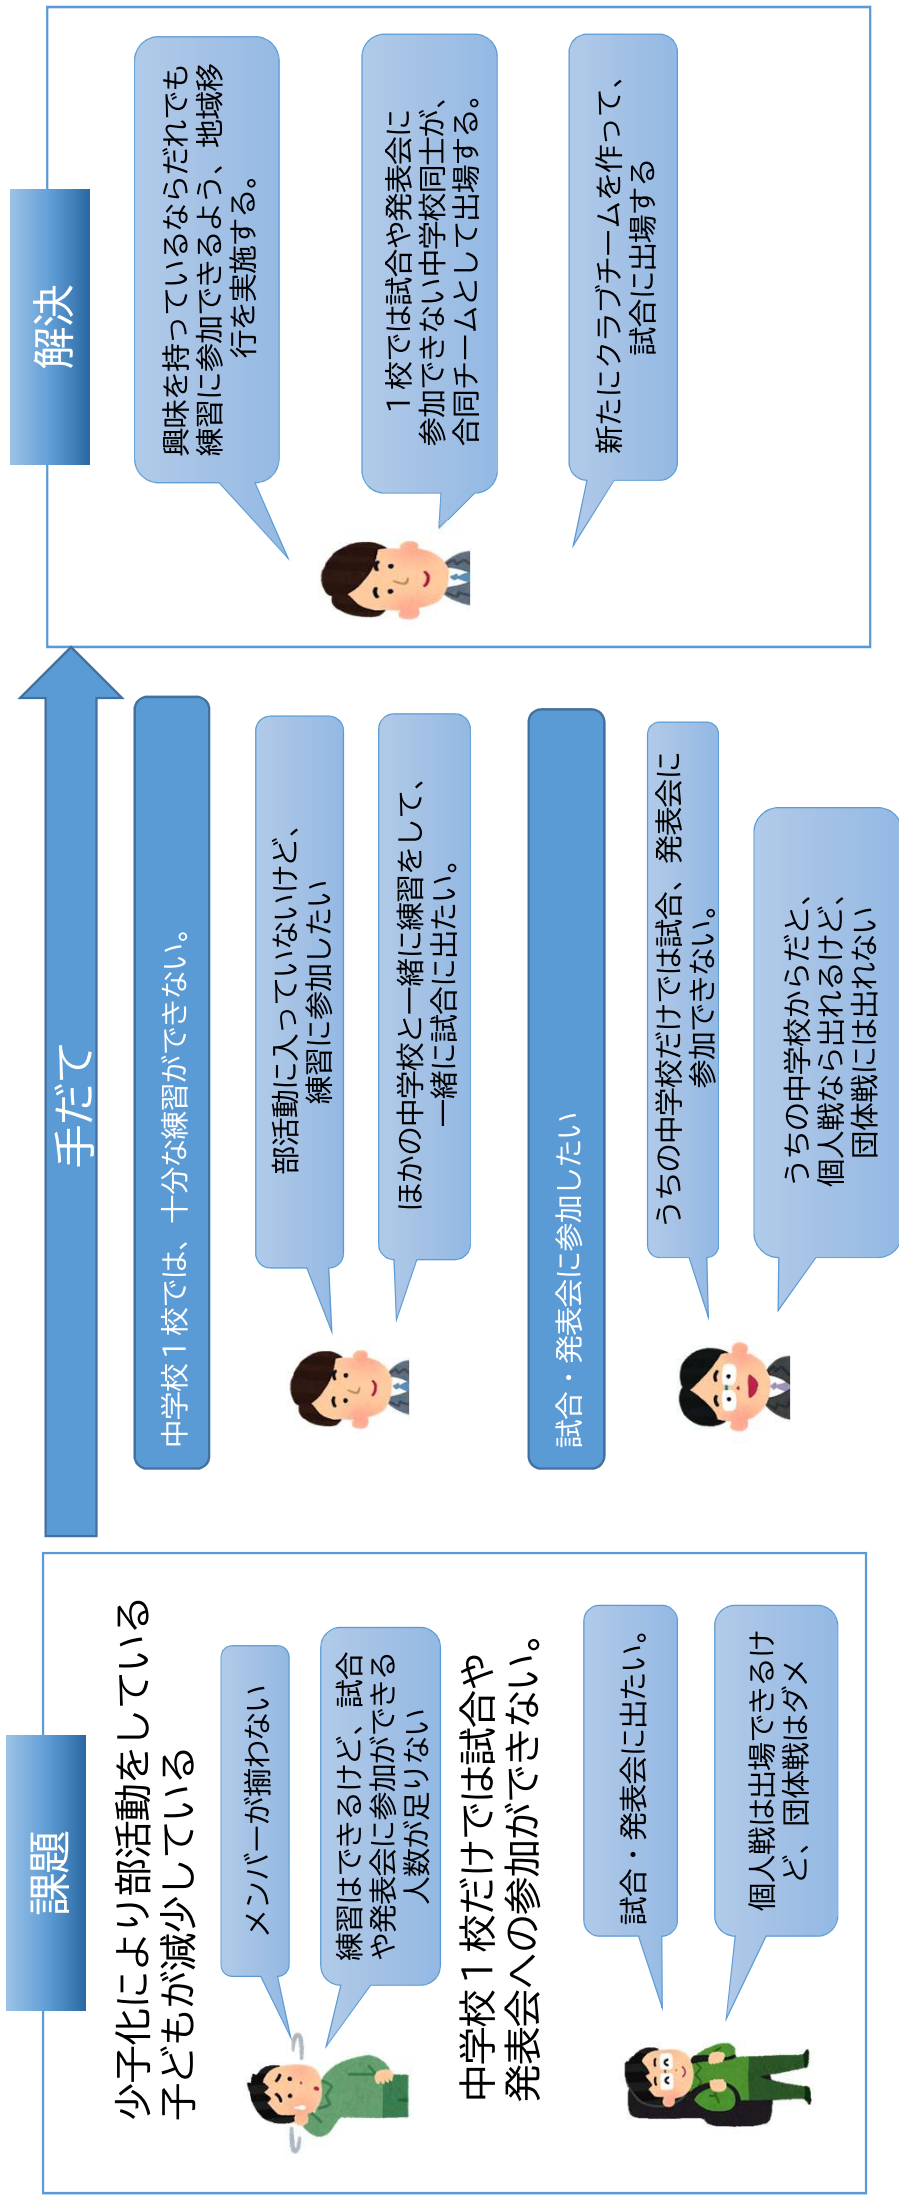 課題
少子化により部活動をしている
子どもが減少している
メンバーが揃わない
練習はできるけど、試合
や発表会に参加ができる
人数が足りない
中学校１校だけでは試合や
発表会への参加ができない。
試合・発表会に出たい。
個人戦は出場できるけ
ど、団体戦はダメ
手だて
中学校１校では、十分な練習ができない。
部活動に入っていないけど、
練習に参加したい
ほかの中学校と一緒に練習をして、
一緒に試合に出たい。
試合・発表会に参加したい
うちの中学校だけでは試合、発表会に
参加できない。
うちの中学校からだと、
個人戦なら出れるけど、
団体戦には出れない
解決
興味を持っているならだれでも
練習に参加できるよう、地域移
行を実施する。
１校では試合や発表会に
参加できない中学校同士が、
合同チームとして出場する。
新たにクラブチームを作って、
試合に出場する